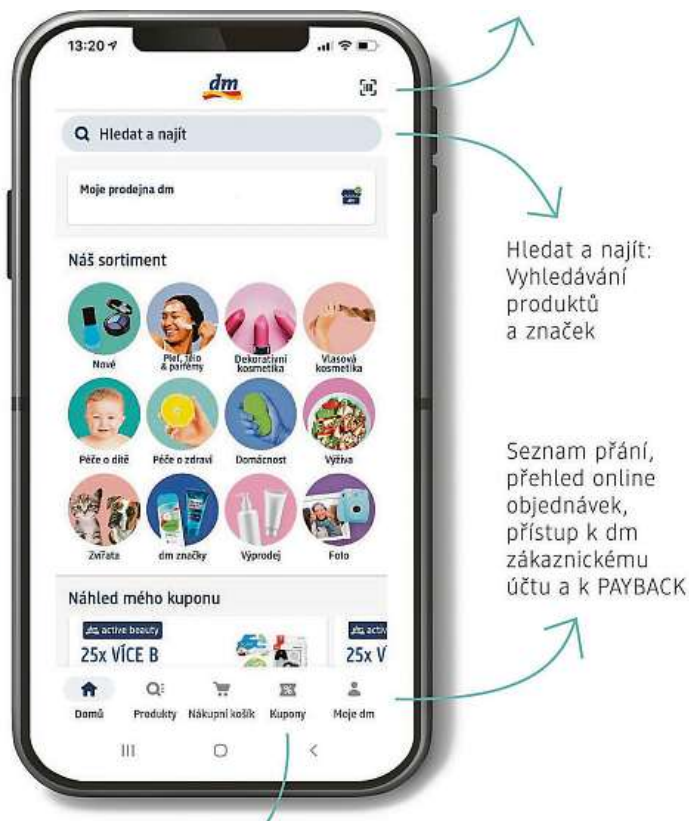 13:20
dm
Hledat a najít
Moje prodejna dm
Náš sortiment
Nové
Pleť, tělo
& parfémy
Dekorativní
kosmetika
Vlasová
kosmetika
Péče o dítě
Péče o zdraví
Domácnost
Výživa
Zvířata
dm značky
Výprodej
Foto
Náhled mého kuponu
dm active beauty
25x VÍCE B
dm activ
25x V
Domů
Produkty
Nákupní košík
Kupony
Moje dm
Hledat a najít:
Vyhledávání
produktů
a značek
Seznam přání,
přehled online
objednávek,
přístup k dm
zákaznickému
účtu a k PAYBACK